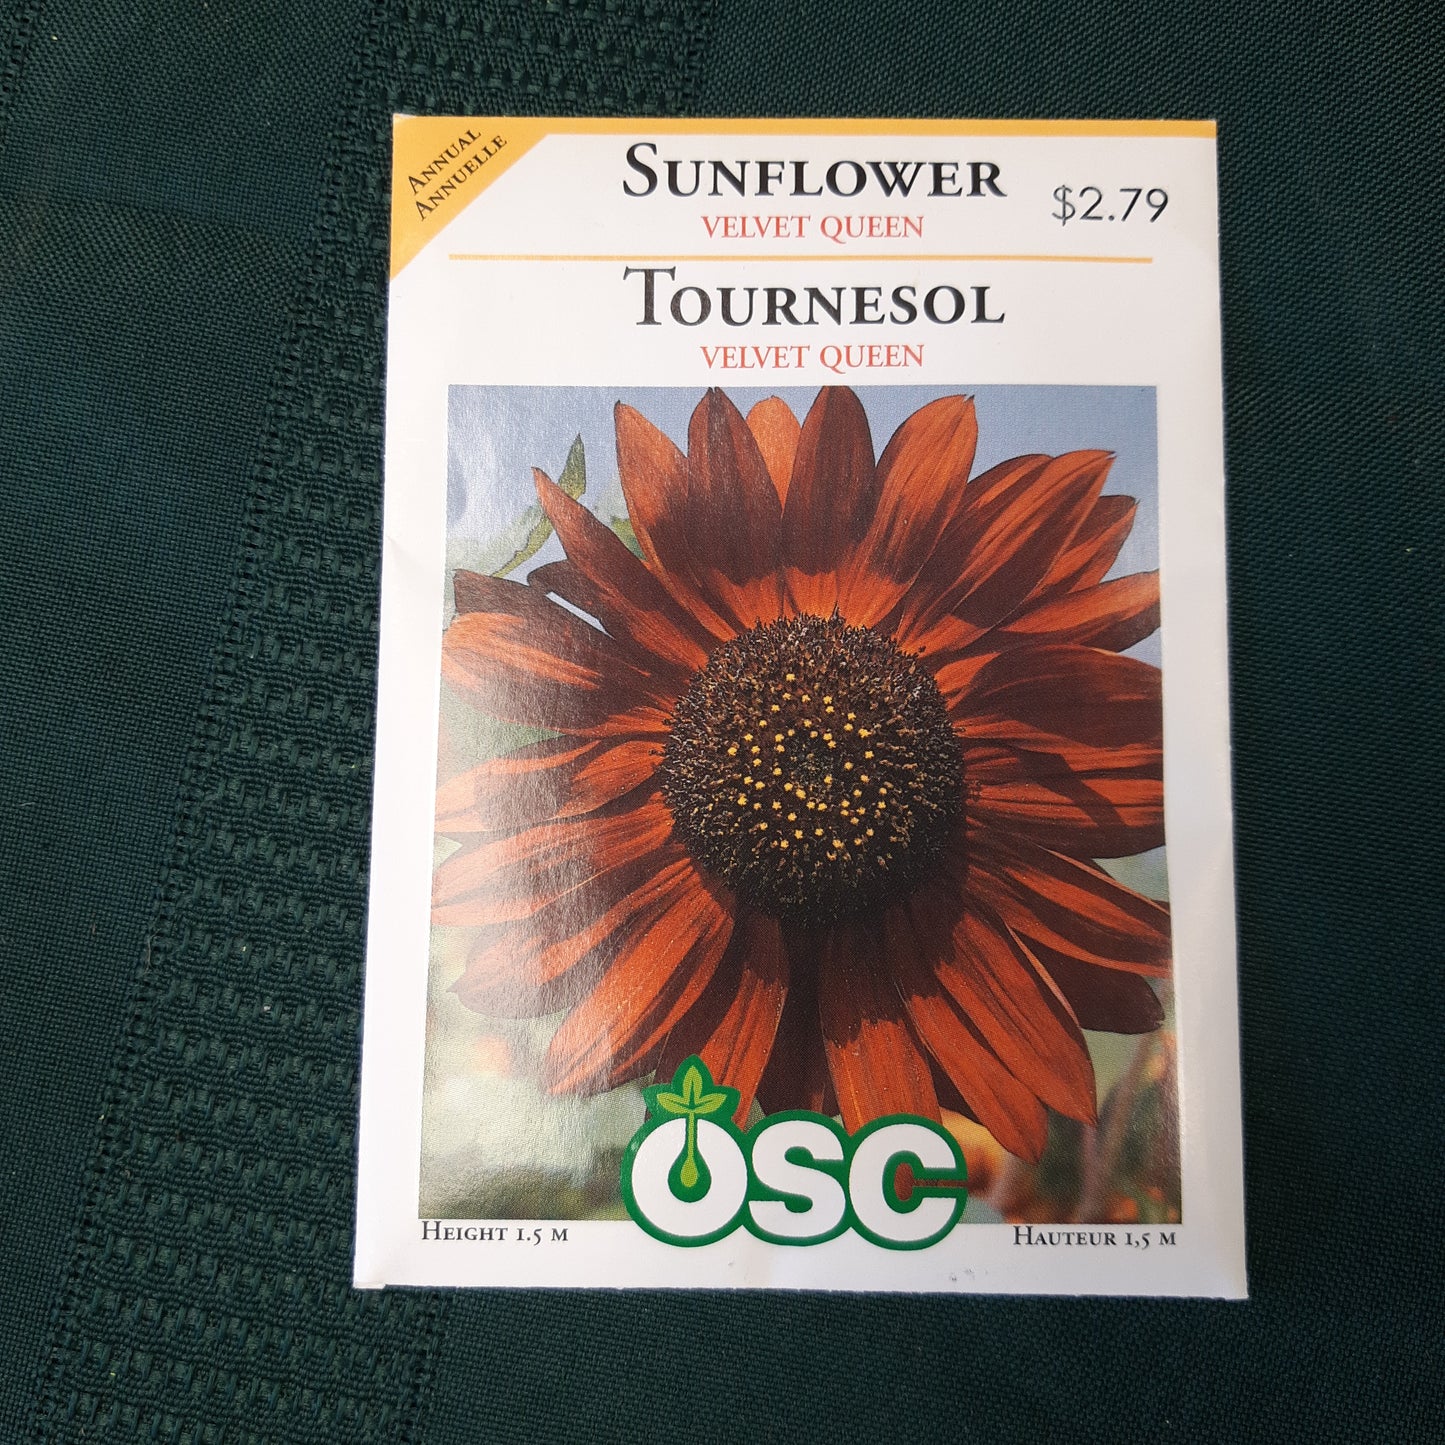 ANNUAL
ANNUELLE
SUNFLOWER
VELVET QUEEN
$2.79
TOURNESOL
VELVET QUEEN
OSC
HEIGHT 1.5 M
HAUTEUR 1,5 M